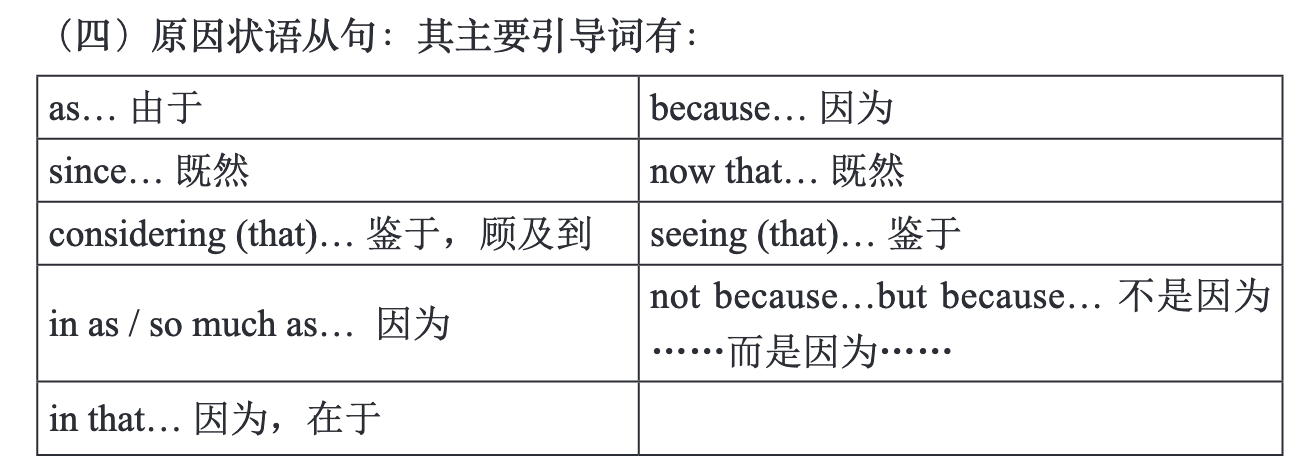 （四）原因状语从句：其主要引导词有：
as… 由于
because… 因为
since… 既然
now that… 既然
considering (that)… 鉴于，顾及到
seeing (that)… 鉴于
in as / so much as… 因为
not because…but because… 不是因为
……而是因为……
in that… 因为，在于